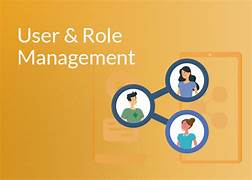 User & Role
Management